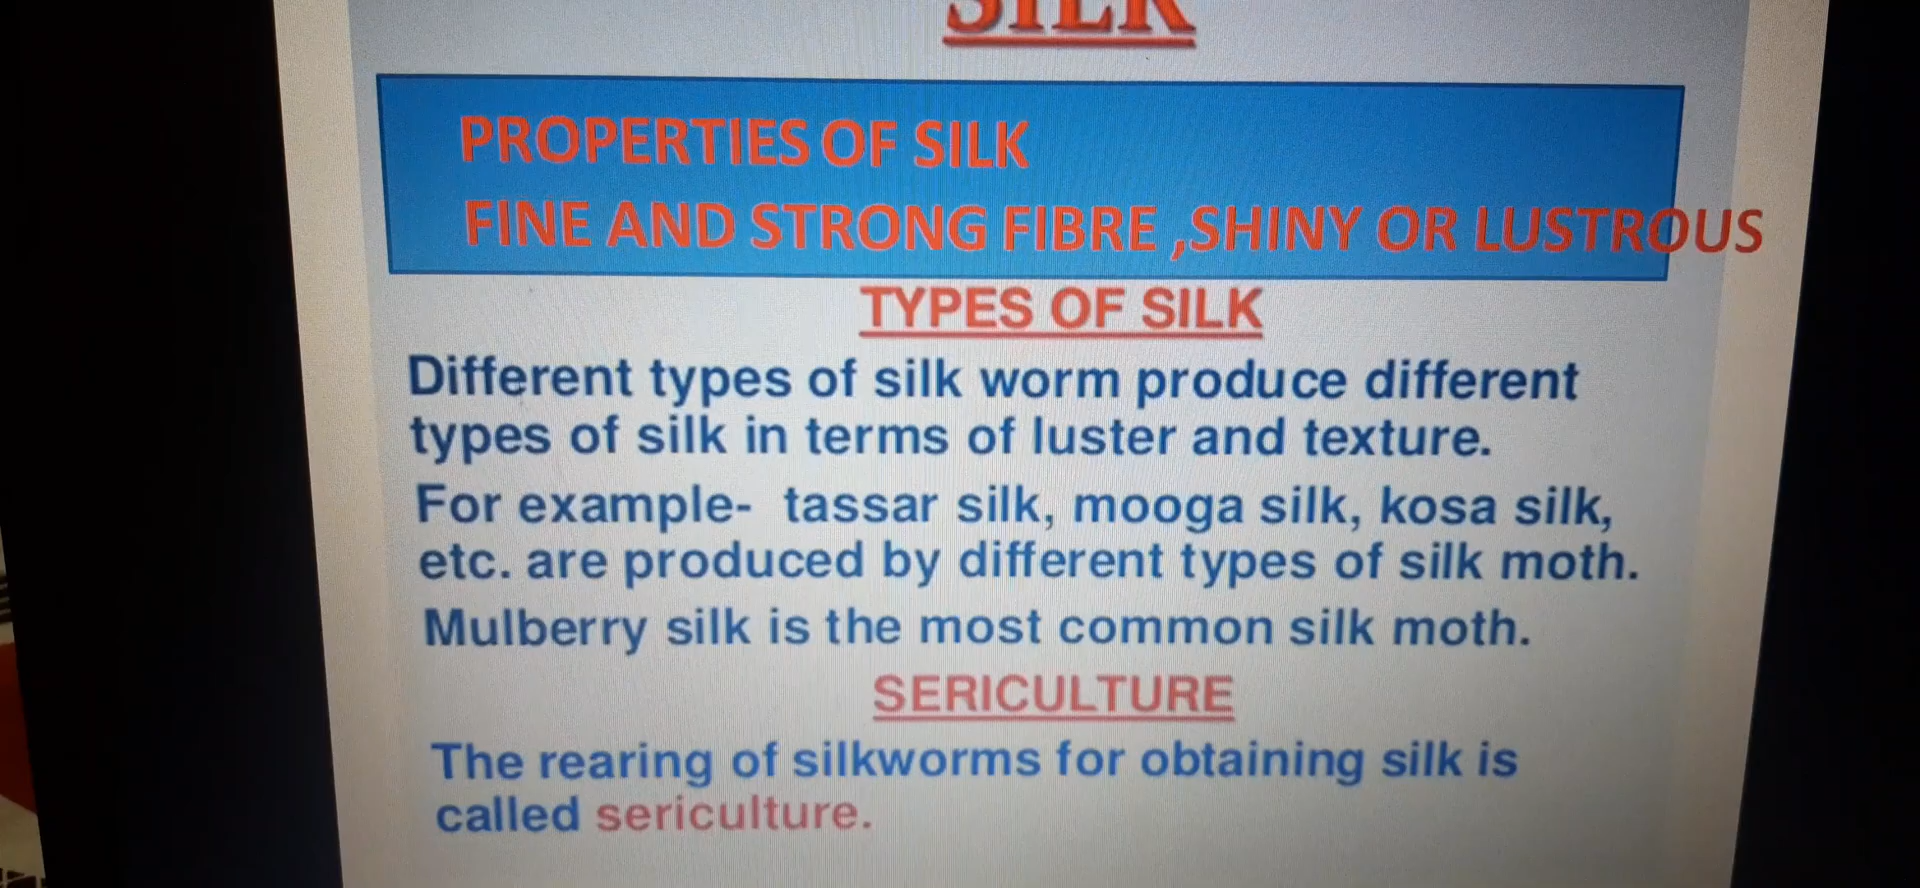 SILK
PROPERTIES OF SILK
FINE AND STRONG FIBRE ,SHINY OR LUSTROUS
TYPES OF SILK
Different types of silk worm produce different
types of silk in terms of luster and texture.
For example- tassar silk, mooga silk, kosa silk,
etc. are produced by different types of silk moth.
Mulberry silk is the most common silk moth.
SERICULTURE
The rearing of silkworms for obtaining silk is
called sericulture.